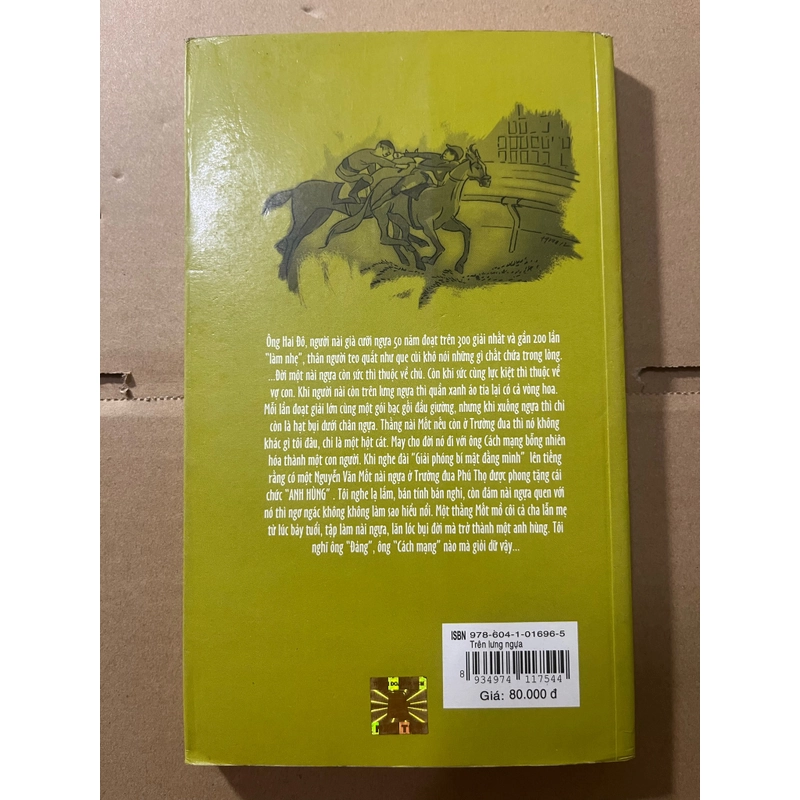 Ông Hai Đô, người nài già cưỡi ngựa 50 năm đoạt trên 300 giải nhất và gần 200 lần
"làm nhẹ", thân người teo quắt như que củi khô nói những gì chất chứa trong lòng.
...Đời một nài ngựa còn sức thì thuộc về chủ. Còn khi sức cùng lực kiệt thì thuộc về
vợ con. Khi người nài còn trên lưng ngựa thì quần xanh áo tía lại có cả vòng hoa.
Mỗi lần đoạt giải lớn cùng một gói bạc gối đầu giường, nhưng khi xuống ngựa thì chỉ
còn là hạt bụi dưới chân ngựa. Thằng nài Mốt nếu còn ở Trường đua thì nó không
khác gì tôi đâu, chỉ là một hột cát. May cho đời nó đi với ông Cách mạng bỗng nhiên
hóa thành một con người. Khi nghe đài "Giải phóng bí mật đằng mình" lên tiếng
rằng có một Nguyễn Văn Mốt nài ngựa ở Trường đua Phú Thọ được phong tặng cái
chức "ANH HÙNG" . Tôi nghe lạ lắm, bán tính bán nghi, còn đám nài ngựa quen với
nó thì ngơ ngác không không làm sao hiểu nổi. Một thằng Mốt mồ côi cả cha lẫn mẹ
từ lúc bảy tuổi, tập làm nài ngựa, lăn lóc bụi đời mà trở thành một anh hùng. Tôi
nghĩ ông "Đảng", ông "Cách mạng" nào mà giỏi dữ vậy...
ISBN 978-604-1-01696-5
Trên lưng ngựa
8 934974 117544
Giá: 80.000 đ